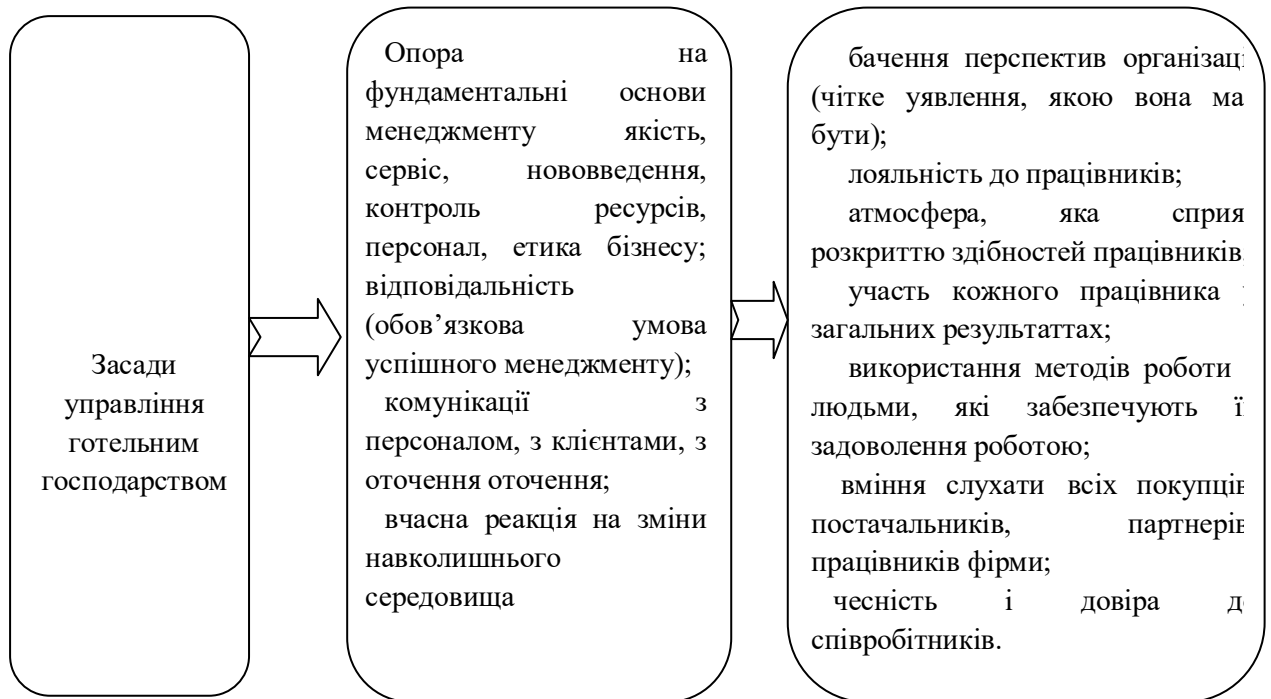 Засади
управління
готельним
господарством
Опора на
фундаментальні основи
менеджменту якість,
сервіс, нововведення,
контроль ресурсів,
персонал, етика бізнесу;
відповідальність
(обов’язкова умова
успішного менеджменту);
комунікації з
персоналом, з клієнтами, з
оточення оточення;
вчасна реакція на зміни
навколишнього
середовища
бачення перспектив організаці
(чітке уявлення, якою вона ма
бути);
лояльність до працівників;
атмосфера, яка сприя
розкриттю здібностей працівників;
участь кожного працівника
загальних результаттах;
використання методів роботи
людьми, які забезпечують ї
задоволення роботою;
вміння слухати всіх покупців
постачальників, партнерів
працівників фірми;
чесність і довіра д
співробітників.